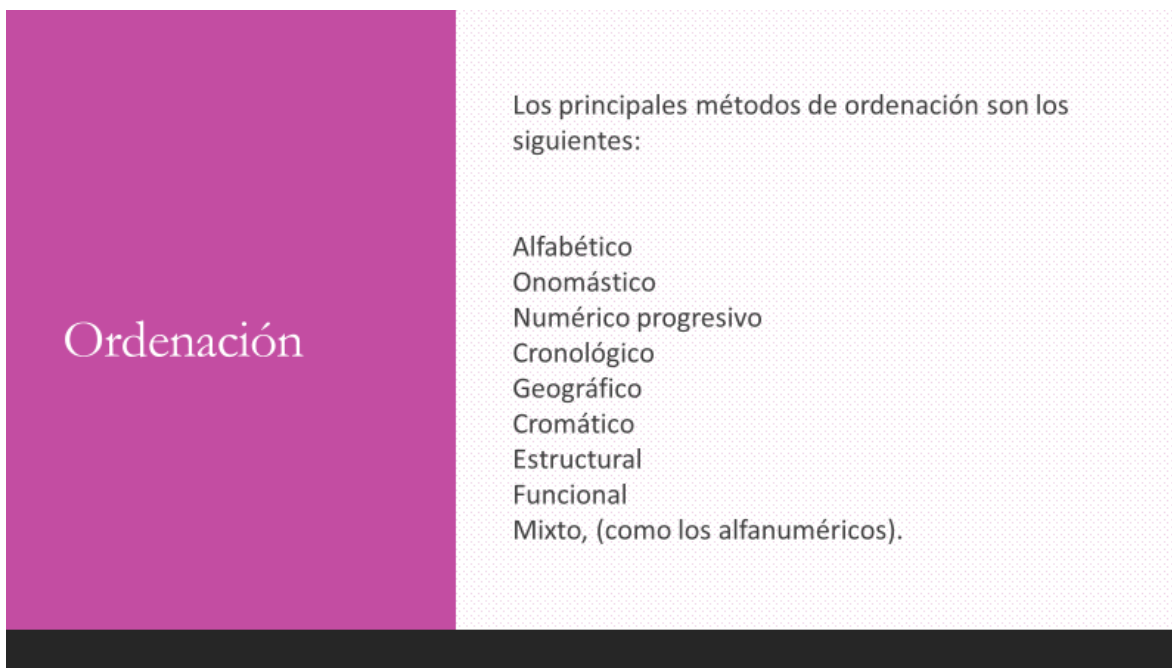 Ordenación
Los principales métodos de ordenación son los
siguientes:
Alfabético
Onomástico
Numérico progresivo
Cronológico
Geográfico
Cromático
Estructural
Funcional
Mixto, (como los alfanuméricos).